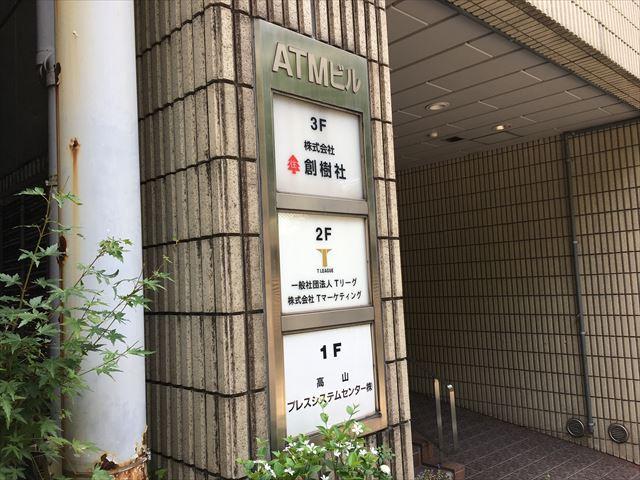 ATMビル
3F
株式会社
創樹社
2F
T
T LEAGUE
一般社団法人 Tリーグ
株式会社 Tマーケティング
1F
高山
プレスシステムセンター㈱